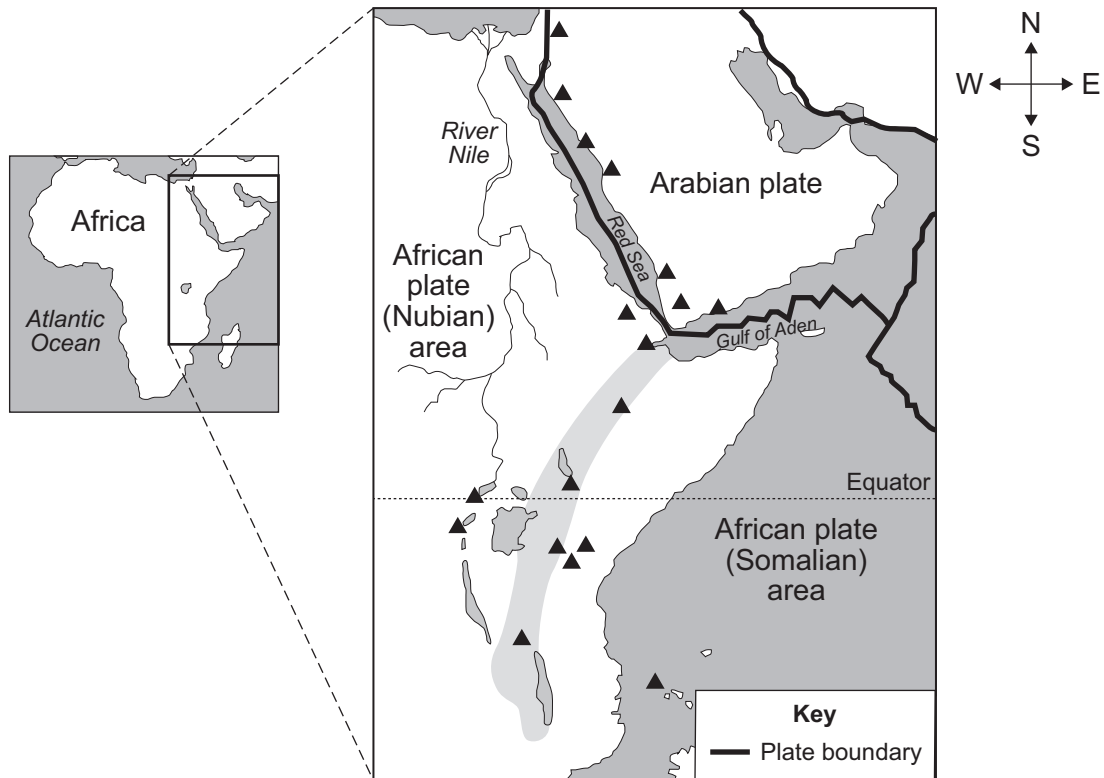 Africa
Atlantic
Ocean
River
Nile
African
plate
(Nubian)
area
Red Sea
Arabian plate
Gulf of Aden
Equator
African plate
(Somalian)
area
Key
Plate boundary
N
W
E
S